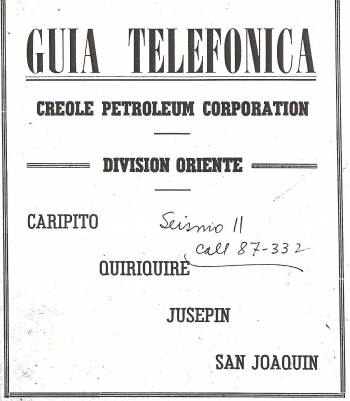 GUIA TELEFONICA
CREOLE PETROLEUM CORPORATION
DIVISION ORIENTE
CARIPITO
Seismo 11
call 87-332
QUIRIQUIRE
JUSEPIN
SAN JOAQUIN